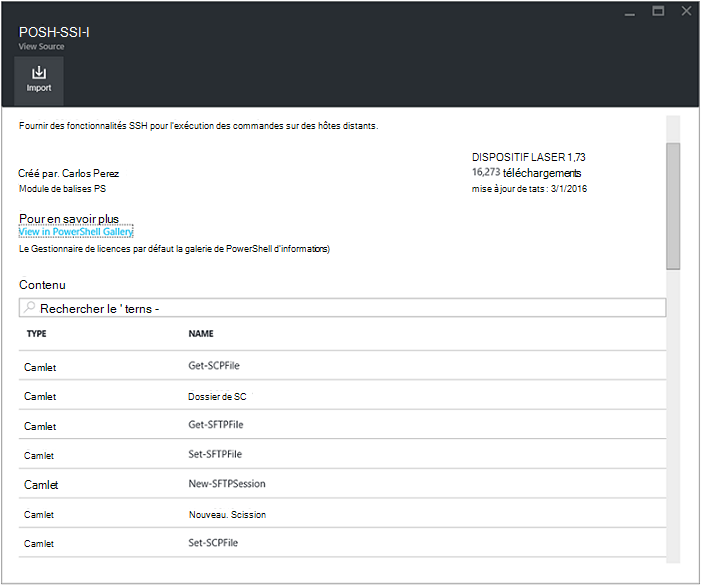 POSH-SSI-I
View Source
Import
Fournir des fonctionnalités SSH pour l'exécution des commandes sur des hôtes distants.
DISPOSITIF LASER 1,73
Créé par. Carlos Perez
16,273 téléchargements
Module de balises PS
mise à jour de tats : 3/1/2016
Pour en savoir plus
View in PowerShell Gallery
Le Gestionnaire de licences par défaut la galerie de PowerShell d'informations)
Contenu
Rechercher le ' terns -
TYPE NAME
Camlet Get-SCPFile
Camlet Dossier de SC
Camlet Get-SFTPFile
Camlet Set-SFTPFile
Camlet New-SFTPSession
Camlet Nouveau. Scission
Camlet Set-SCPFile